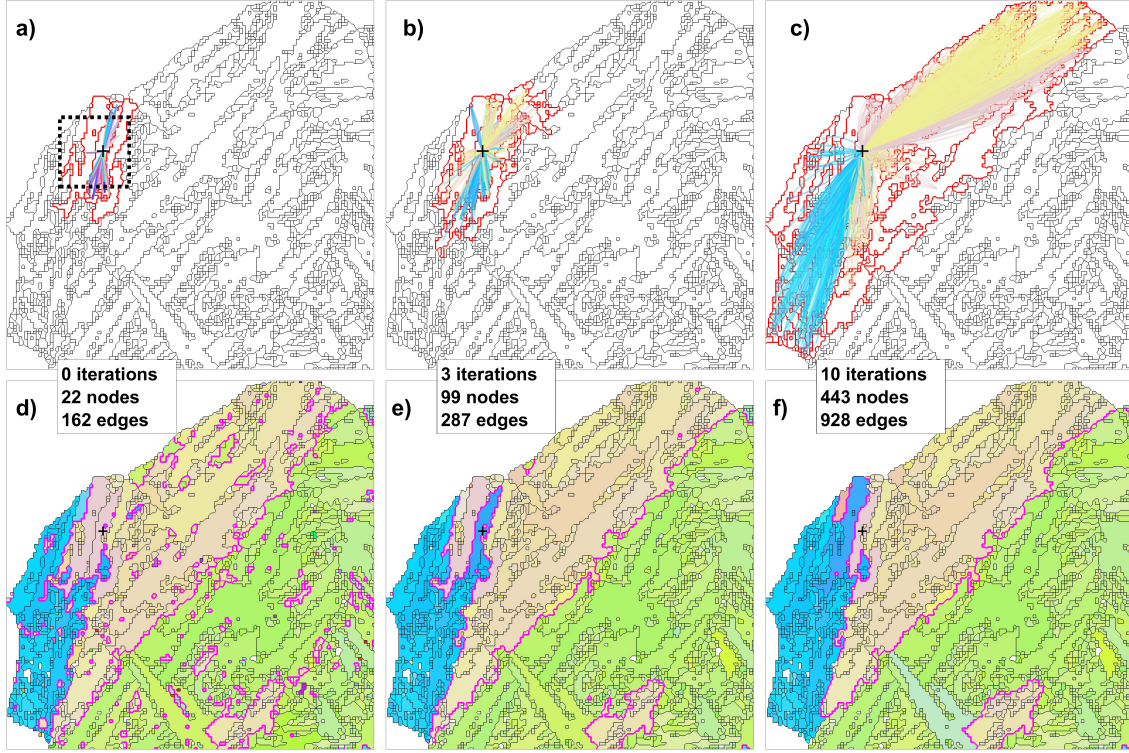 a)
b)
c)
0 iterations
22 nodes
162 edges
3 iterations
99 nodes
287 edges
10 iterations
443 nodes
928 edges
d)
e)
f)